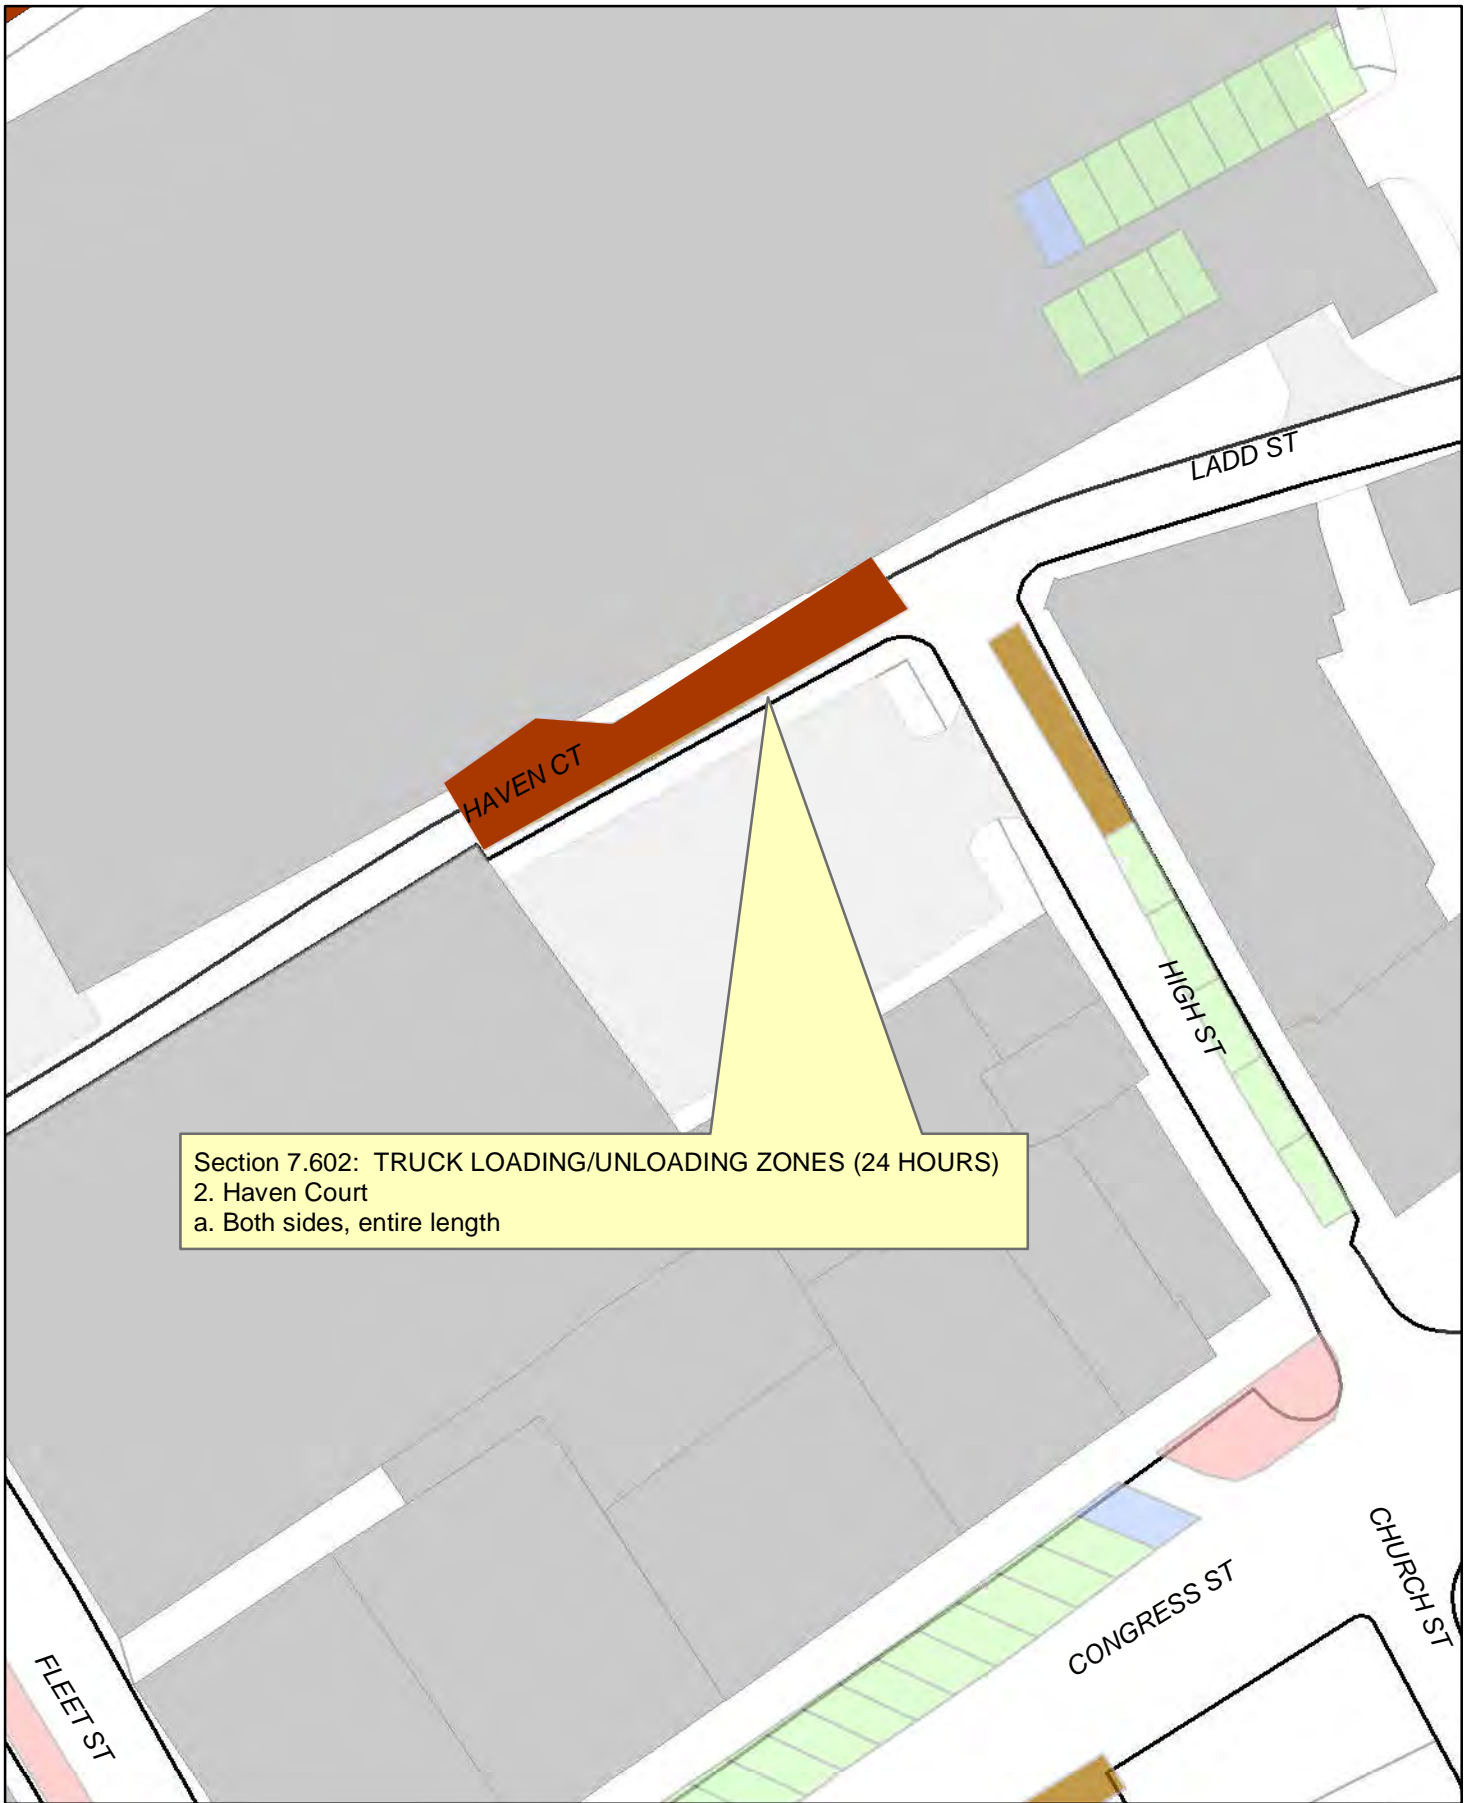 LADD ST
HAVEN CT
HIGH ST
Section 7.602: TRUCK LOADING/UNLOADING ZONES (24 HOURS)
2. Haven Court
a. Both sides, entire length
CHURCH ST
CONGRESS ST
FLEET ST